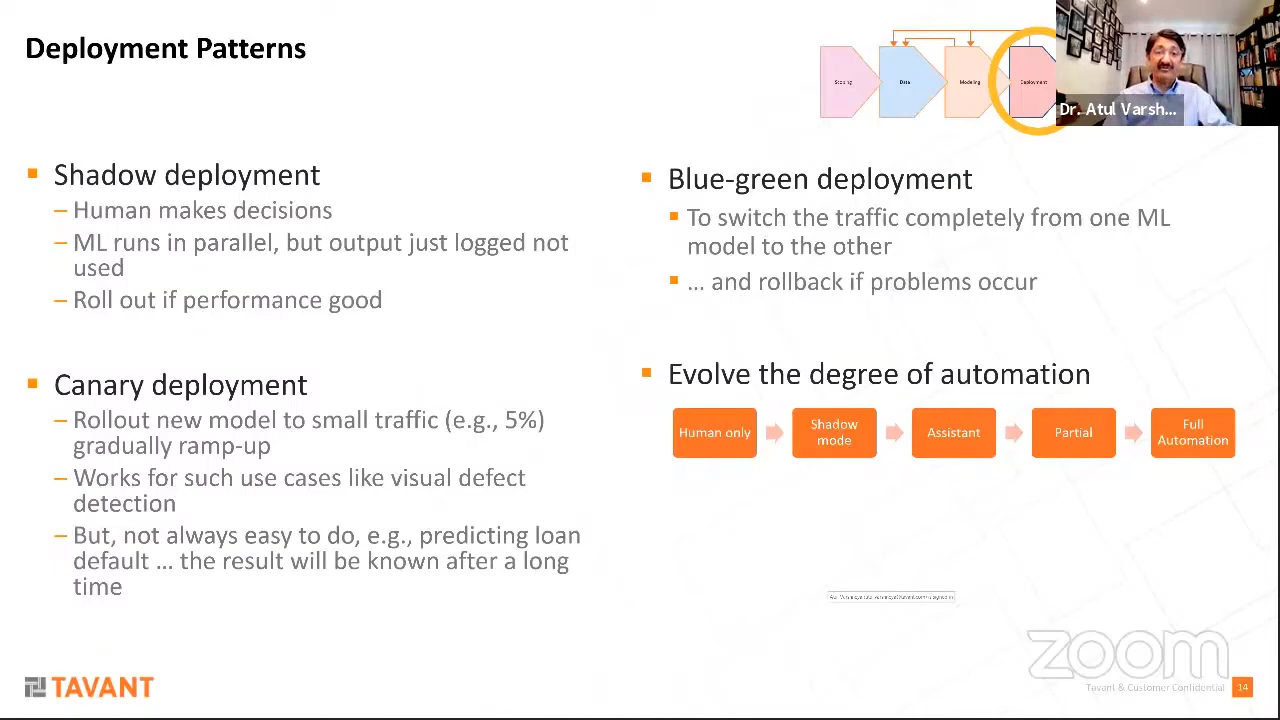 Deployment Patterns
Scoping
Data
Modeling
Deployment
Dr. Atul Varsh...
Shadow deployment
– Human makes decisions
– ML runs in parallel, but output just logged not
used
– Roll out if performance good
Canary deployment
– Rollout new model to small traffic (e.g., 5%)
gradually ramp-up
– Works for such use cases like visual defect
detection
– But, not always easy to do, e.g., predicting loan
default ... the result will be known after a long
time
Blue-green deployment
To switch the traffic completely from one ML
model to the other
... and rollback if problems occur
Evolve the degree of automation
Human only
Shadow
mode
Assistant
Partial
Full
Automation
zoom
TAVANT
Tavant & Customer Confidential
14